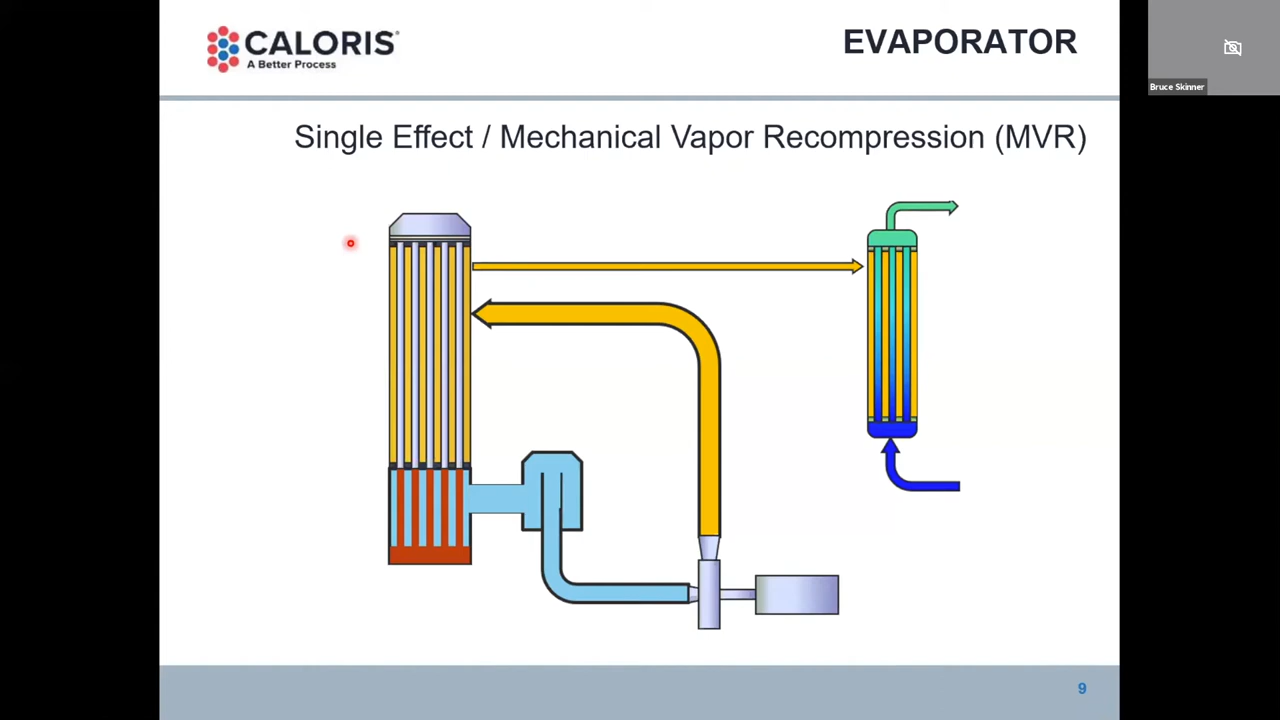 CALORIS®
A Better Process
EVAPORATOR
Single Effect / Mechanical Vapor Recompression (MVR)
Bruce Skinner
9